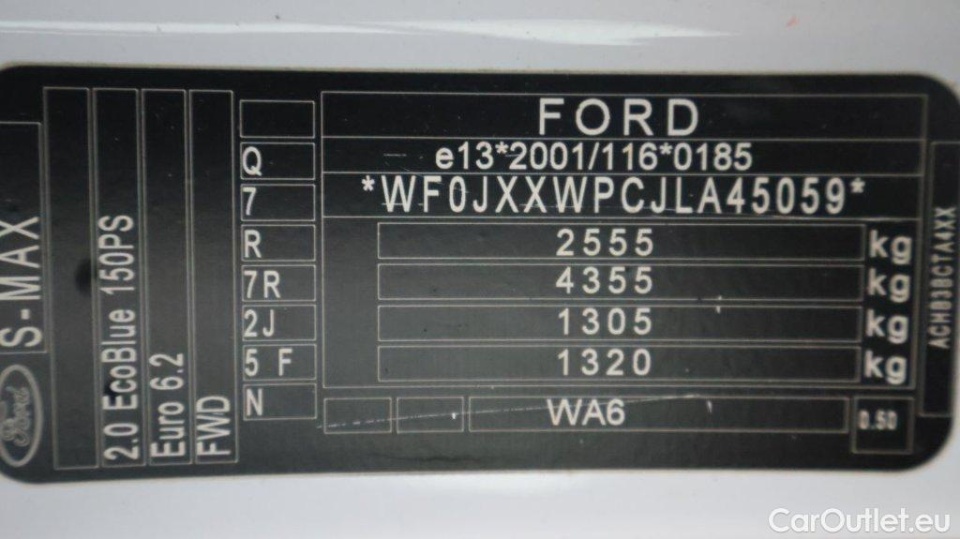 FORD
e13*2001/116*0185
*WF0JXXWPCJLA45059*
2555 kg
4355 kg
1305 kg
1320 kg
WA6
0.50
Q
7
R
7R
2J
5 F
N
S-MAX
Ford
2.0 EcoBlue 150PS
Euro 6.2
FWD
CarOutlet.eu